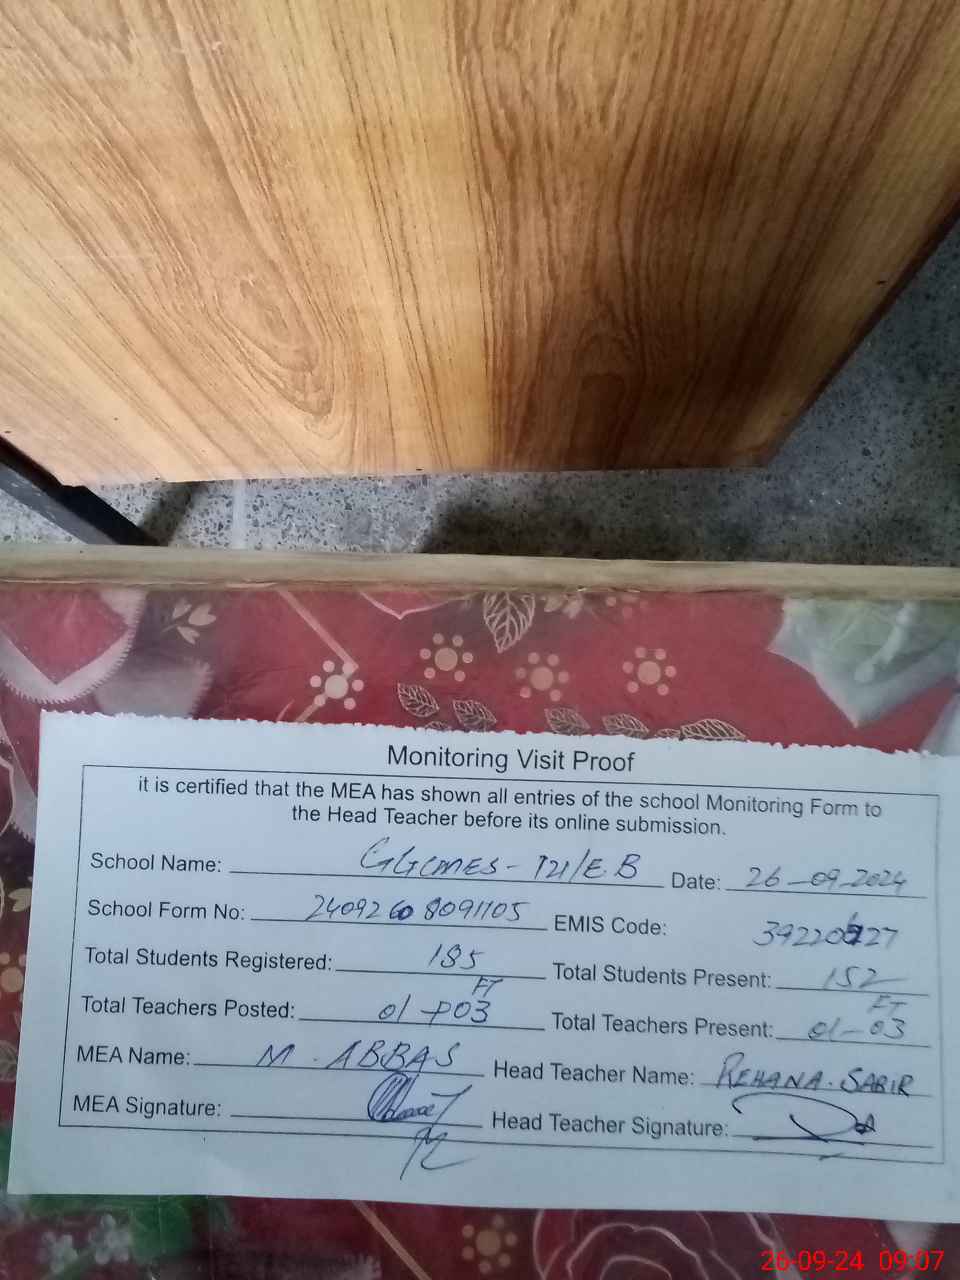 Monitoring Visit Proof
it is certified that the MEA has shown all entries of the school Monitoring Form to
the Head Teacher before its online submission.
School Name: GGCMES - 121/E.B Date: 26-09-2024
School Form No: 240926 08091105 EMIS Code: 39220627
Total Students Registered: 185 Total Students Present: 152
Total Teachers Posted: 01 - 03 FT Total Teachers Present: 01 - 03 FT
MEA Name: M. ABBAS Head Teacher Name: REHANA. SABIR
MEA Signature: Head Teacher Signature:
26-09-24 09:07